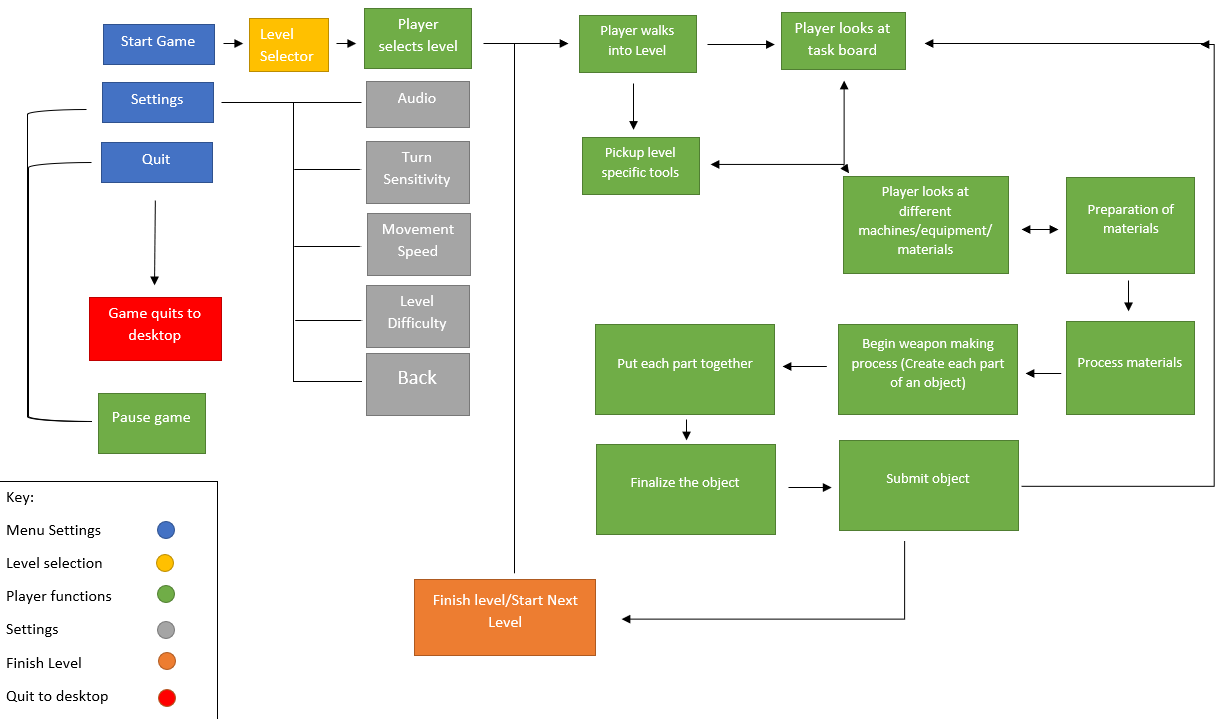 Start Game
Level
Selector
Player
selects level
Player walks
into Level
Player looks at
task board
Settings
Audio
Quit
Turn
Sensitivity
Pickup level
specific tools
Player looks at
different
machines/equipment/
materials
Preparation of
materials
Movement
Speed
Game quits to
desktop
Level
Difficulty
Back
Put each part together
Begin weapon making
process (Create each part
of an object)
Process materials
Pause game
Finalize the object
Submit object
Finish level/Start Next
Level
Key:
Menu Settings
Level selection
Player functions
Settings
Finish Level
Quit to desktop